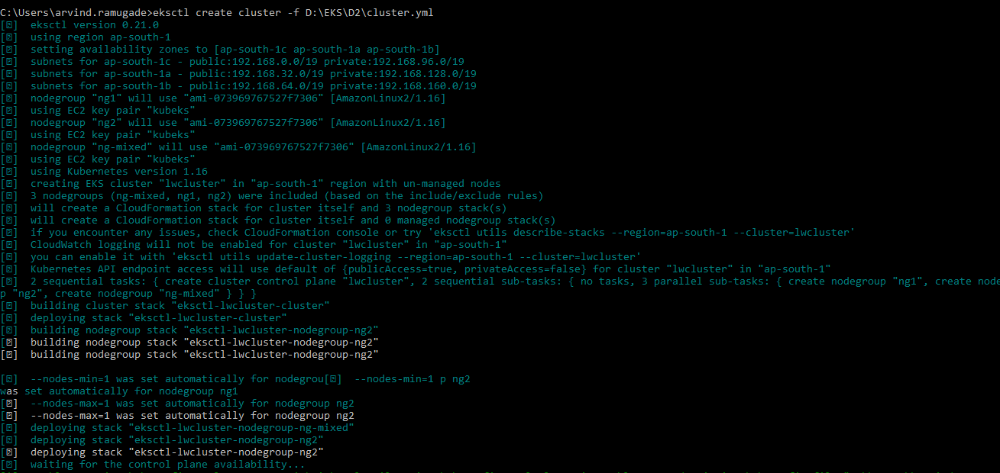 C:\Users\arvind.ramugade>eksctl create cluster -f D:\EKS\D2\cluster.yml
[?]  eksctl version 0.21.0
[?]  using region ap-south-1
[?]  setting availability zones to [ap-south-1c ap-south-1a ap-south-1b]
[?]  subnets for ap-south-1c - public:192.168.0.0/19 private:192.168.96.0/19
[?]  subnets for ap-south-1a - public:192.168.32.0/19 private:192.168.128.0/19
[?]  subnets for ap-south-1b - public:192.168.64.0/19 private:192.168.160.0/19
[?]  nodegroup "ng1" will use "ami-073969767527f7306" [AmazonLinux2/1.16]
[?]  using EC2 key pair "kubeks"
[?]  nodegroup "ng2" will use "ami-073969767527f7306" [AmazonLinux2/1.16]
[?]  using EC2 key pair "kubeks"
[?]  nodegroup "ng-mixed" will use "ami-073969767527f7306" [AmazonLinux2/1.16]
[?]  using EC2 key pair "kubeks"
[?]  using Kubernetes version 1.16
[?]  creating EKS cluster "lwcluster" in "ap-south-1" region with un-managed nodes
[?]  3 nodegroups (ng-mixed, ng1, ng2) were included (based on the include/exclude rules)
[?]  will create a CloudFormation stack for cluster itself and 3 nodegroup stack(s)
[?]  will create a CloudFormation stack for cluster itself and 0 managed nodegroup stack(s)
[?]  if you encounter any issues, check CloudFormation console or try 'eksctl utils describe-stacks --region=ap-south-1 --cluster=lwcluster'
[?]  CloudWatch logging will not be enabled for cluster "lwcluster" in "ap-south-1"
[?]  you can enable it with 'eksctl utils update-cluster-logging --region=ap-south-1 --cluster=lwcluster'
[?]  Kubernetes API endpoint access will use default of {publicAccess=true, privateAccess=false} for cluster "lwcluster" in "ap-south-1"
[?]  2 sequential tasks: { create cluster control plane "lwcluster", 2 sequential sub-tasks: { no tasks, 3 parallel sub-tasks: { create nodegroup "ng1", create node
p "ng2", create nodegroup "ng-mixed" } } }
[?]  building cluster stack "eksctl-lwcluster-cluster"
[?]  deploying stack "eksctl-lwcluster-cluster"
[?]  building nodegroup stack "eksctl-lwcluster-nodegroup-ng2"
[?]  building nodegroup stack "eksctl-lwcluster-nodegroup-ng2"
[?]  building nodegroup stack "eksctl-lwcluster-nodegroup-ng2"
[?]  --nodes-min=1 was set automatically for nodegrou[?]  --nodes-min=1 p ng2
was set automatically for nodegroup ng1
[?]  --nodes-max=1 was set automatically for nodegroup ng2
[?]  --nodes-max=1 was set automatically for nodegroup ng2
[?]  deploying stack "eksctl-lwcluster-nodegroup-ng-mixed"
[?]  deploying stack "eksctl-lwcluster-nodegroup-ng2"
[?]  deploying stack "eksctl-lwcluster-nodegroup-ng2"
[?]  waiting for the control plane availability...